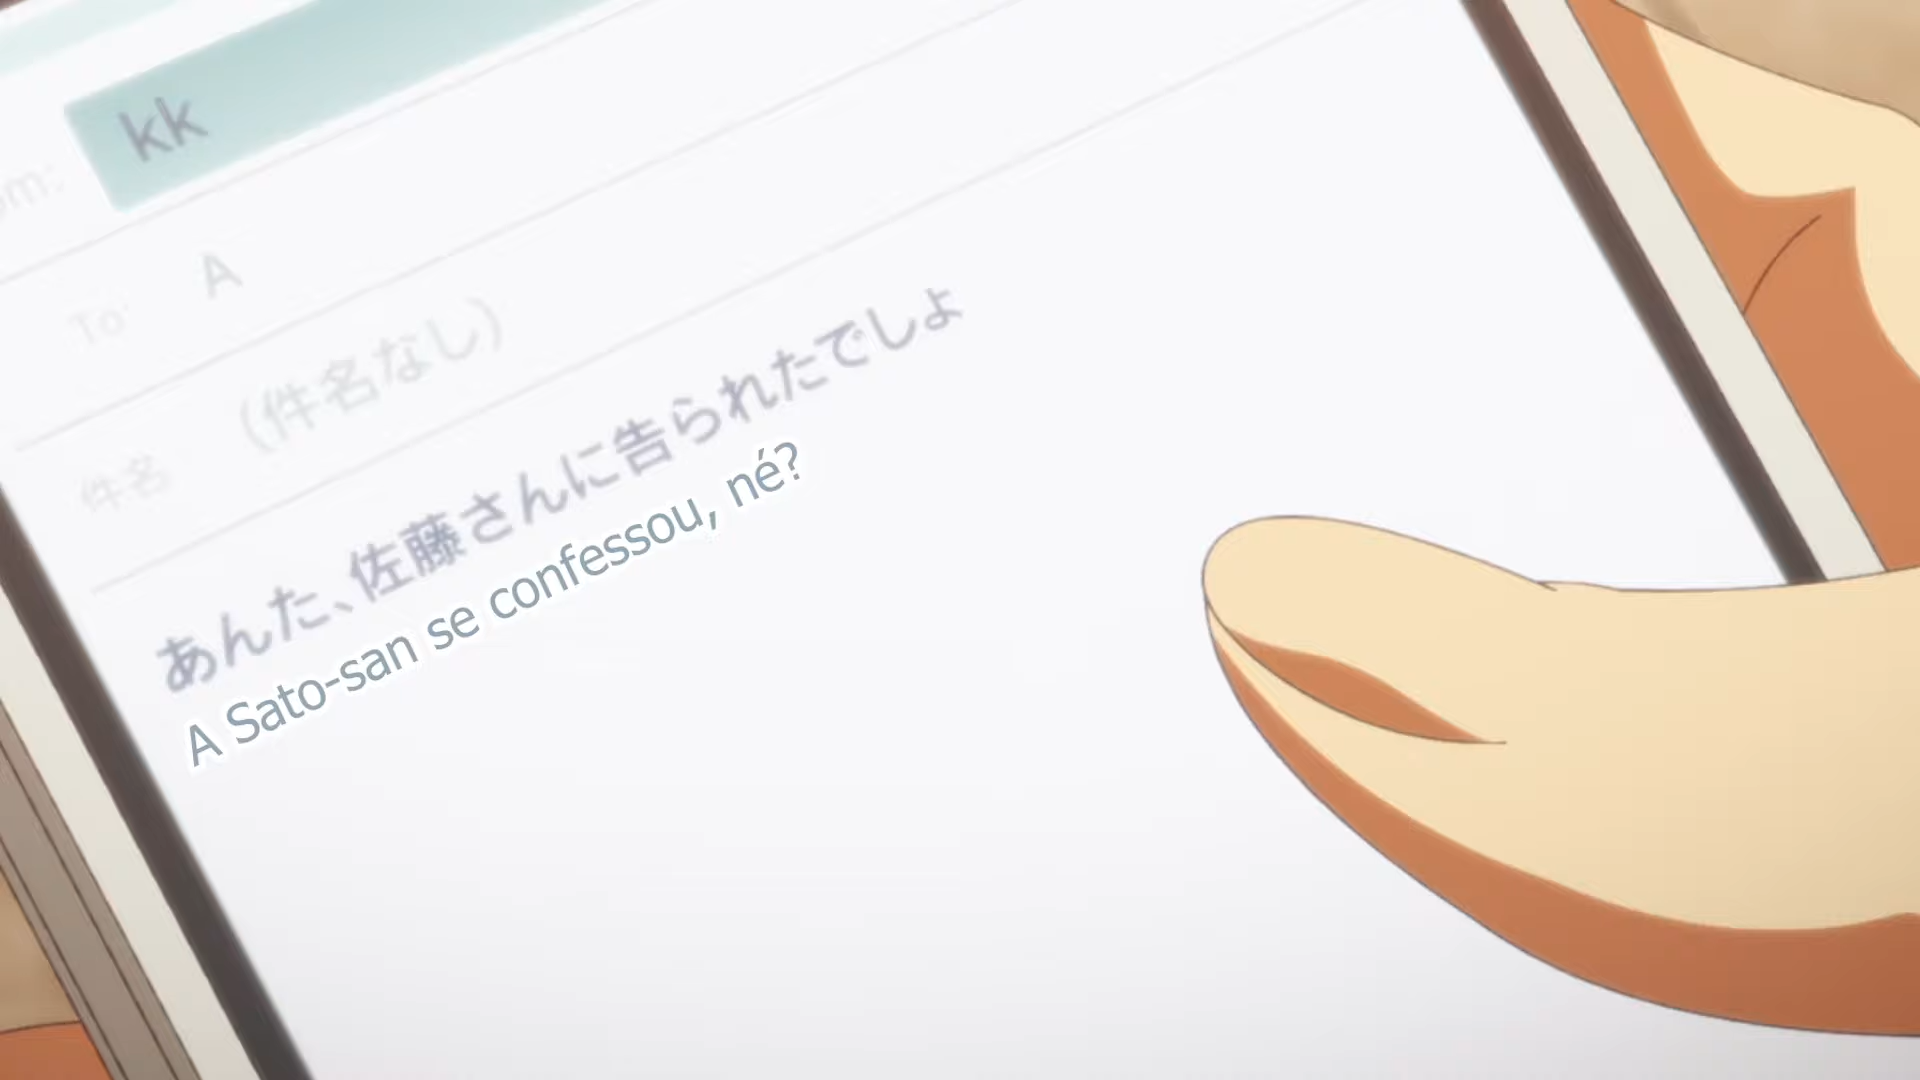 om: kk
To: A
件名 (件名なし)
あんた、佐藤さんに告られたでしょ
A Sato-san se confessou, né?